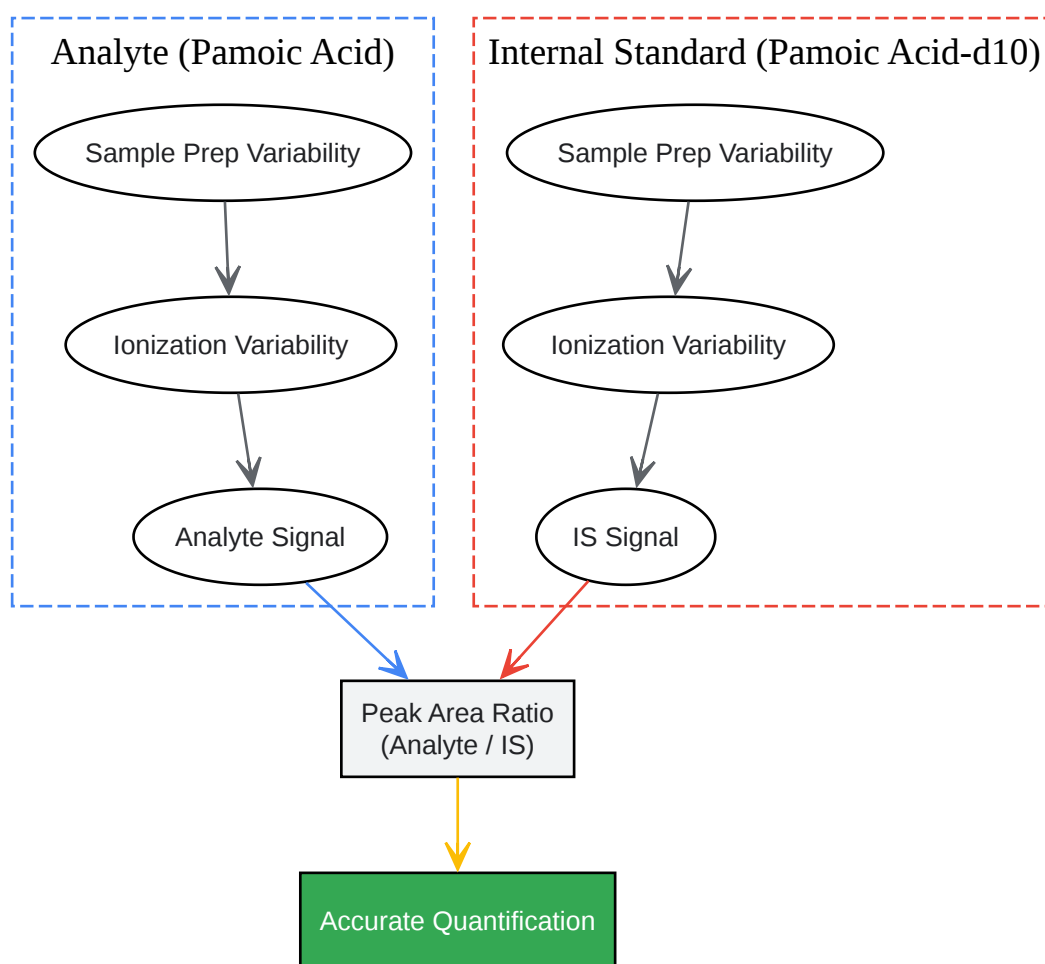 Analyte (Pamoic Acid)
Sample Prep Variability
Ionization Variability
Analyte Signal
Internal Standard (Pamoic Acid-d10)
Sample Prep Variability
Ionization Variability
IS Signal
Peak Area Ratio
(Analyte / IS)
Accurate Quantification